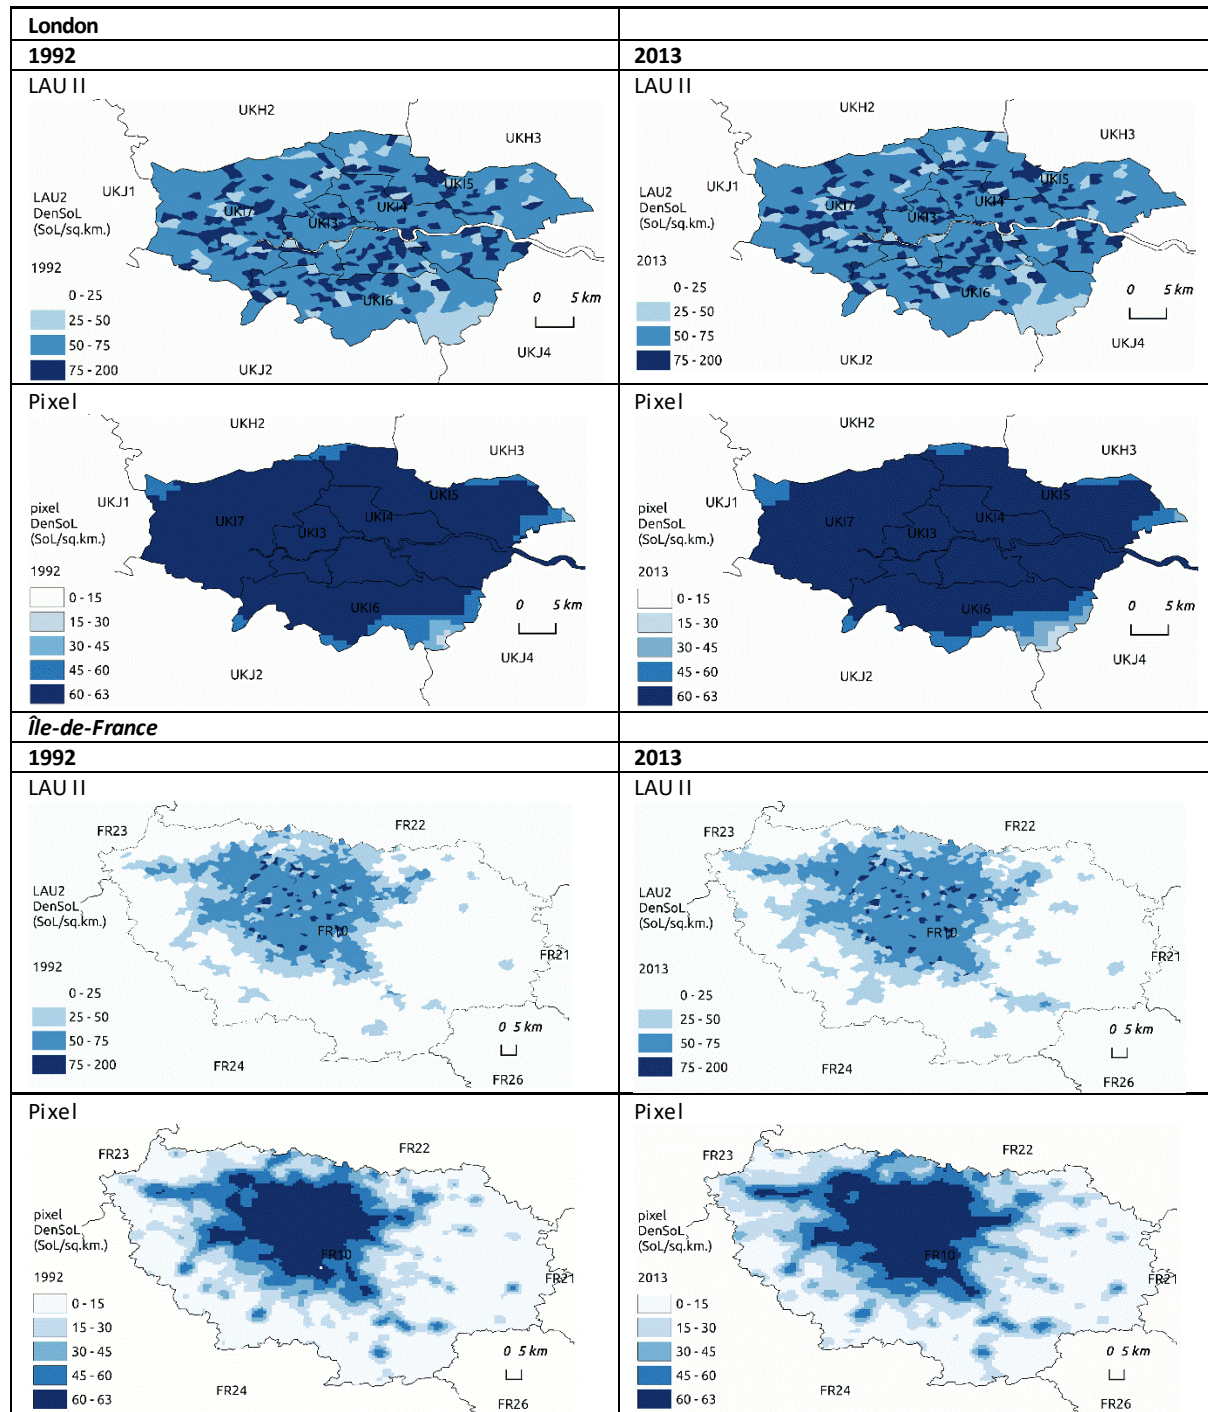 London
1992
2013
LAU II
UKH2
UKH3
UKJ1
UKI5
UKI7
UKI4
UKI3
LAU2
DenSoL
(SoL/sq.km.)
1992
UKI6
0 - 25
25 - 50
50 - 75
75 - 200
0 5 km
UKJ4
UKJ2
LAU II
UKH2
UKH3
UKJ1
UKI5
UKI7
UKI4
UKI3
LAU2
DenSoL
(SoL/sq.km.)
2013
UKI6
0 - 25
25 - 50
50 - 75
75 - 200
0 5 km
UKJ4
UKJ2
Pixel
UKH2
UKH3
UKJ1
UKI5
UKI7
UKI4
UKI3
pixel
DenSoL
(SoL/sq.km.)
1992
UKI6
0 - 15
15 - 30
30 - 45
45 - 60
60 - 63
0 5 km
UKJ4
UKJ2
Pixel
UKH2
UKH3
UKJ1
UKI5
UKI7
UKI4
UKI3
pixel
DenSoL
(SoL/sq.km.)
2013
UKI6
0 - 15
15 - 30
30 - 45
45 - 60
60 - 63
0 5 km
UKJ4
UKJ2
Île-de-France
1992
2013
LAU II
FR23
FR22
LAU2
DenSoL
(SoL/sq.km.)
FR10
FR21
1992
0 - 25
25 - 50
50 - 75
75 - 200
0 5 km
FR24
FR26
LAU II
FR23
FR22
LAU2
DenSoL
(SoL/sq.km.)
FR10
FR21
2013
0 - 25
25 - 50
50 - 75
75 - 200
0 5 km
FR24
FR26
Pixel
FR23
FR22
pixel
DenSoL
(SoL/sq.km.)
FR10
FR21
1992
0 - 15
15 - 30
30 - 45
45 - 60
60 - 63
0 5 km
FR24
FR26
Pixel
FR23
FR22
pixel
DenSoL
(SoL/sq.km.)
FR10
FR21
2013
0 - 15
15 - 30
30 - 45
45 - 60
60 - 63
0 5 km
FR24
FR26